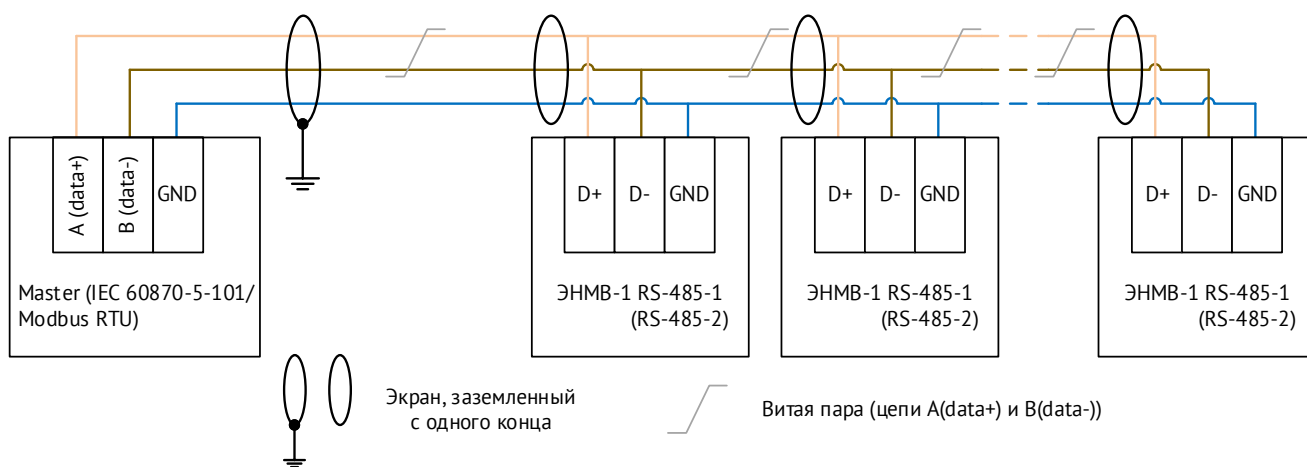 A (data+)
B (data-)
GND
Master (IEC 60870-5-101/
Modbus RTU)
D+
D-
GND
ЭНМВ-1 RS-485-1
(RS-485-2)
D+
D-
GND
ЭНМВ-1 RS-485-1
(RS-485-2)
D+
D-
GND
ЭНМВ-1 RS-485-1
(RS-485-2)
Экран, заземленный
с одного конца
Витая пара (цепи A(data+) и B(data-))